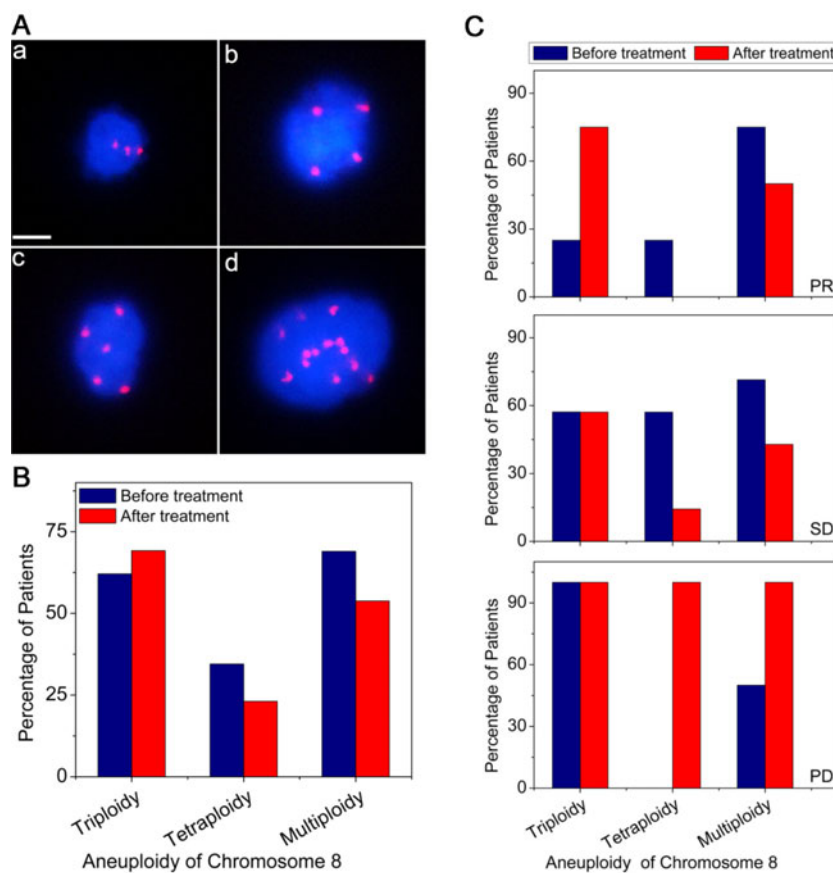 A
a
b
c
d
B
Before treatment
After treatment
Percentage of Patients
75
50
25
0
Triploidy
Tetraploidy
Multiploidy
Aneuploidy of Chromosome 8
C
Before treatment
After treatment
Percentage of Patients
90
60
30
0
PR
Percentage of Patients
90
60
30
0
SD
Percentage of Patients
90
60
30
0
PD
Triploidy
Tetraploidy
Multiploidy
Aneuploidy of Chromosome 8